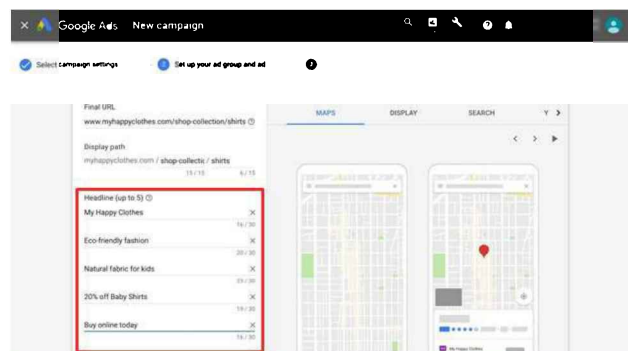 Google Ads New campaign
Select campaign settings
2 Set up your ad group and ad
3
Final URL
www.myhappyclothes.com/shop-collection/shirts
Display path
myhappyclothes.com / shop-collectio / shirts
15 / 15 6 / 15
Headline (up to 5)
My Happy Clothes
16 / 30
Eco-friendly fashion
20 / 30
Natural fabric for kids
23 / 30
20% off Baby Shirts
19 / 30
Buy online today
16 / 30
MAPS DISPLAY SEARCH Y
My Happy Clothes